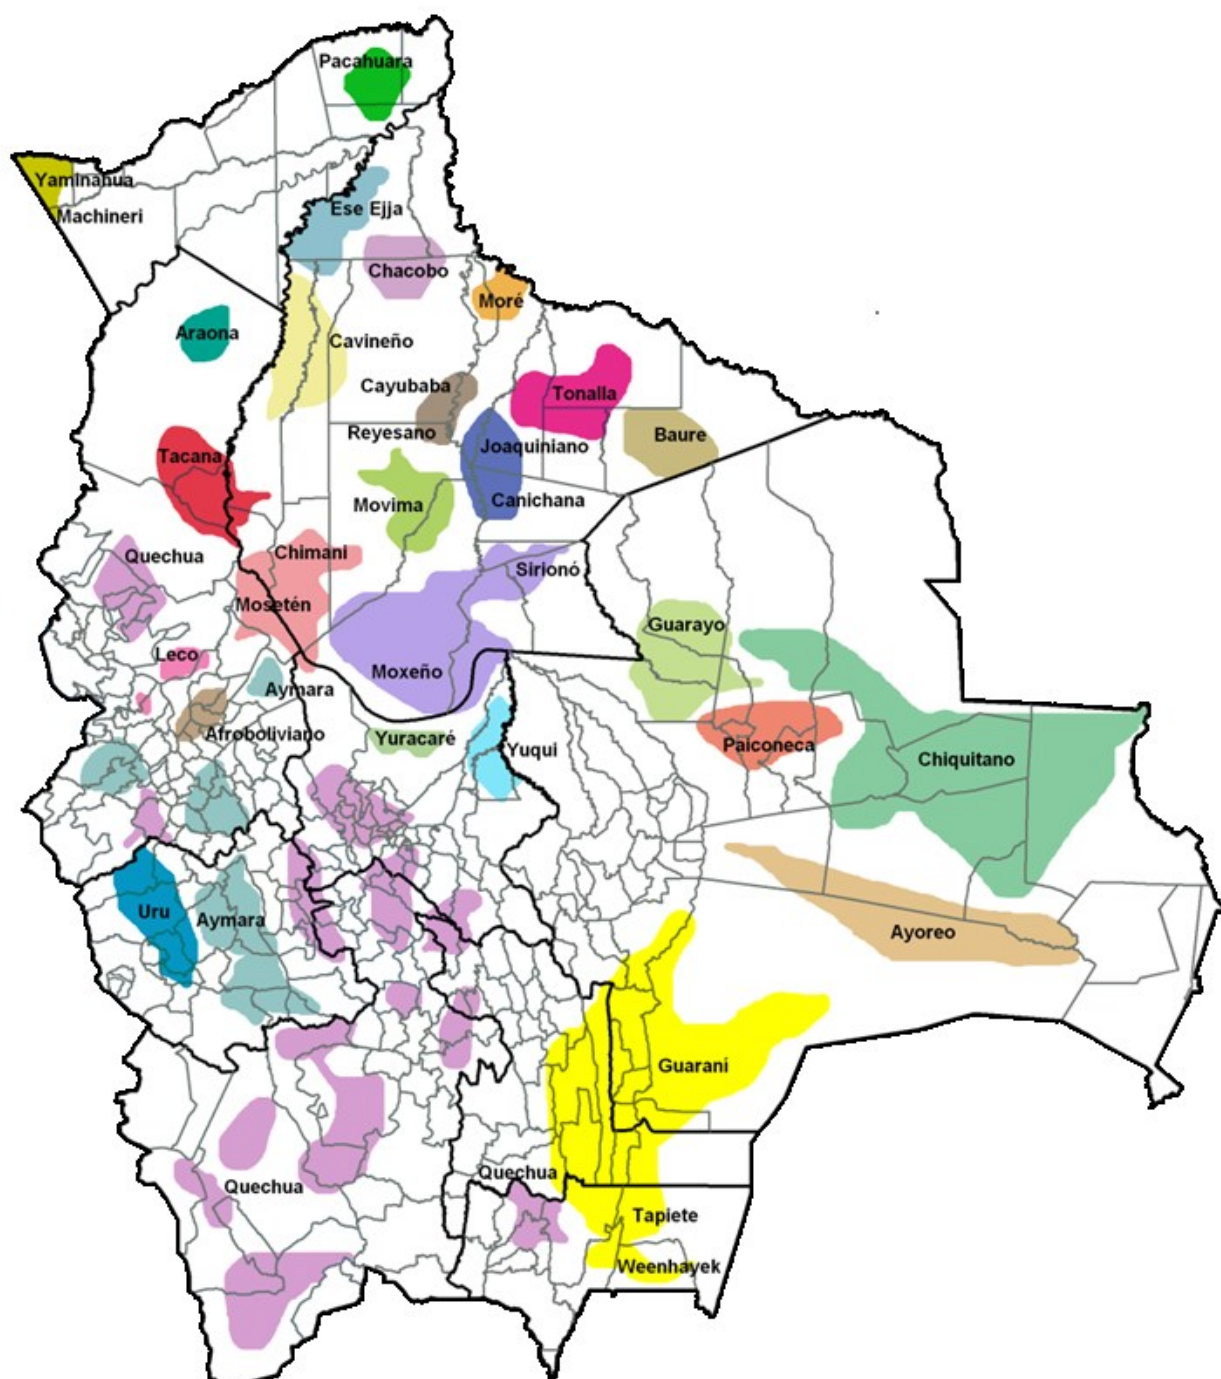 Pacahuara
Yaminahua
Machineri
Ese Ejja
Chacobo
Moré
Araona
Cavineño
Cayubaba
Tonalla
Reyesano
Joaquiniano
Baure
Tacana
Movima
Canichana
Quechua
Chimani
Sirionó
Mosetén
Guarayo
Leco
Moxeño
Aymara
Afroboliviano
Yuracaré
Yuqui
Paiconeca
Chiquitano
Uru
Aymara
Ayoreo
Guaraní
Quechua
Quechua
Tapiete
Weenhayek